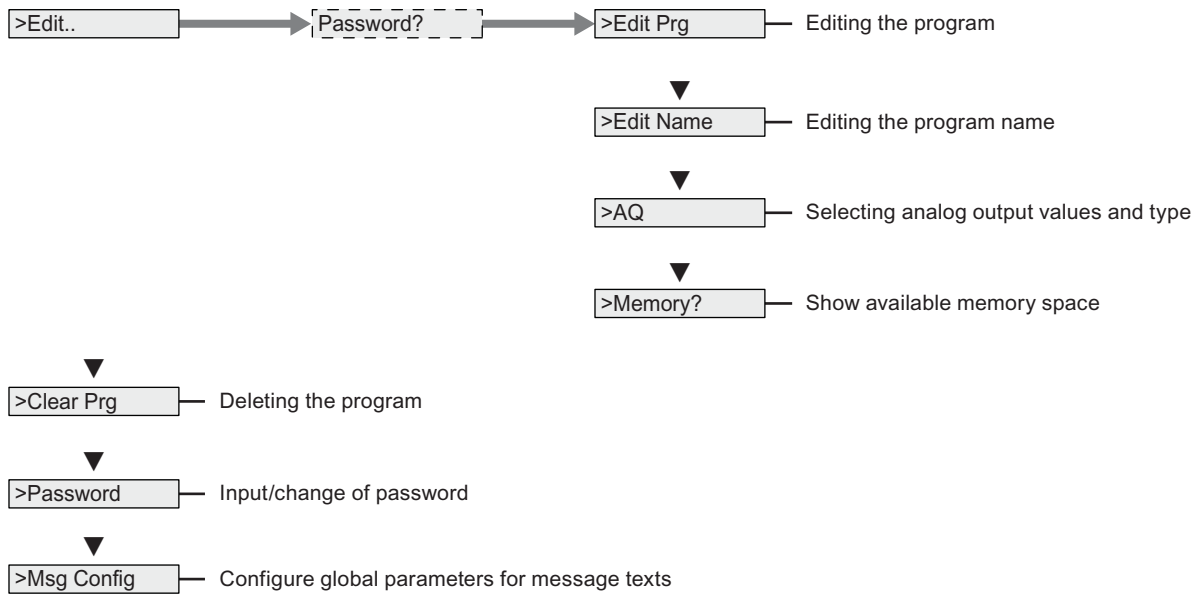 >Edit..
Password?
>Edit Prg
Editing the program
>Edit Name
Editing the program name
>AQ
Selecting analog output values and type
>Memory?
Show available memory space
>Clear Prg
Deleting the program
>Password
Input/change of password
>Msg Config
Configure global parameters for message texts